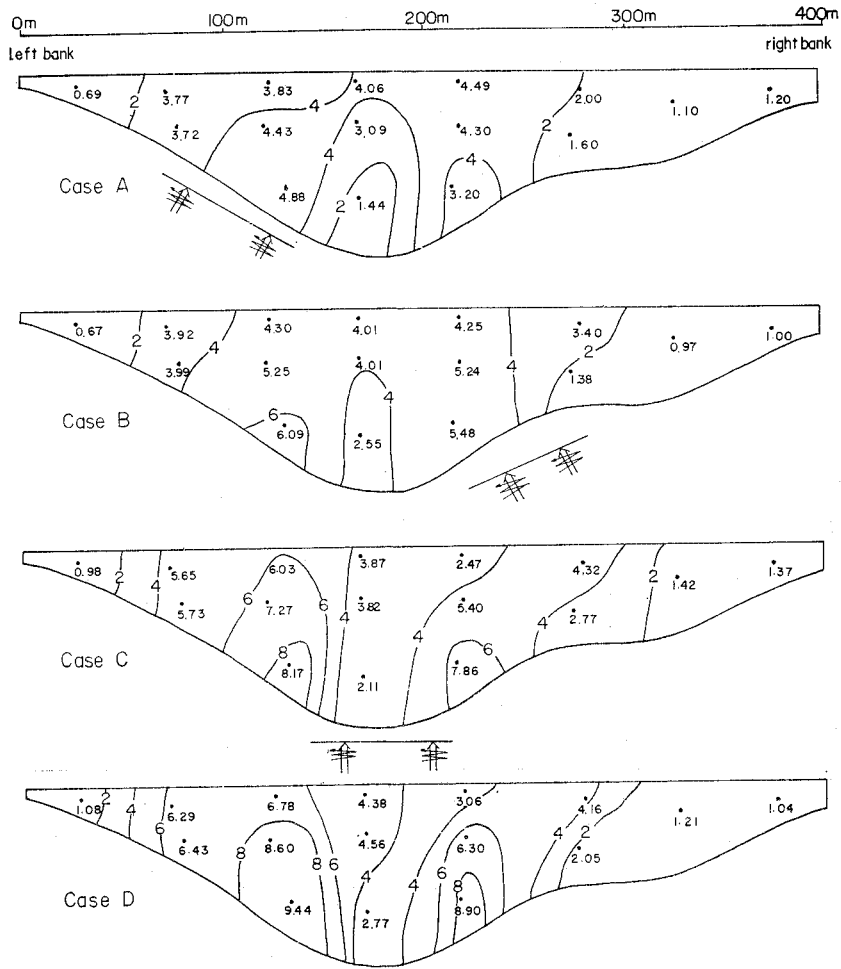 0m 100m 200m 300m 400m
left bank right bank
0.69 2 3.77 3.83 4.06 4.49 2.00 1.10 1.20
3.72 4.43 4 3.09 4.30 2 1.60
Case A 4.88 4 2 1.44 4 3.20
0.67 2 3.92 4 4.30 4.01 4.25 4 3.40 2 0.97 1.00
3.99 5.25 4.01 5.24 1.38
Case B 6 6.09 4 2.55 5.48
0.98 2 4 5.65 6.03 3.87 2.47 4.32 2 1.42 1.37
5.73 6 7.27 6 4 3.82 4 5.40 4 2.77
Case C 8 8.17 2.11 6 7.86
1.08 2 4 6 6.29 6.78 4.38 3.06 4.16 1.21 1.04
6.43 8 8.60 8 6 4.56 4 4 6 6.30 4 2 2.05
Case D 9.44 2.77 8 8.90